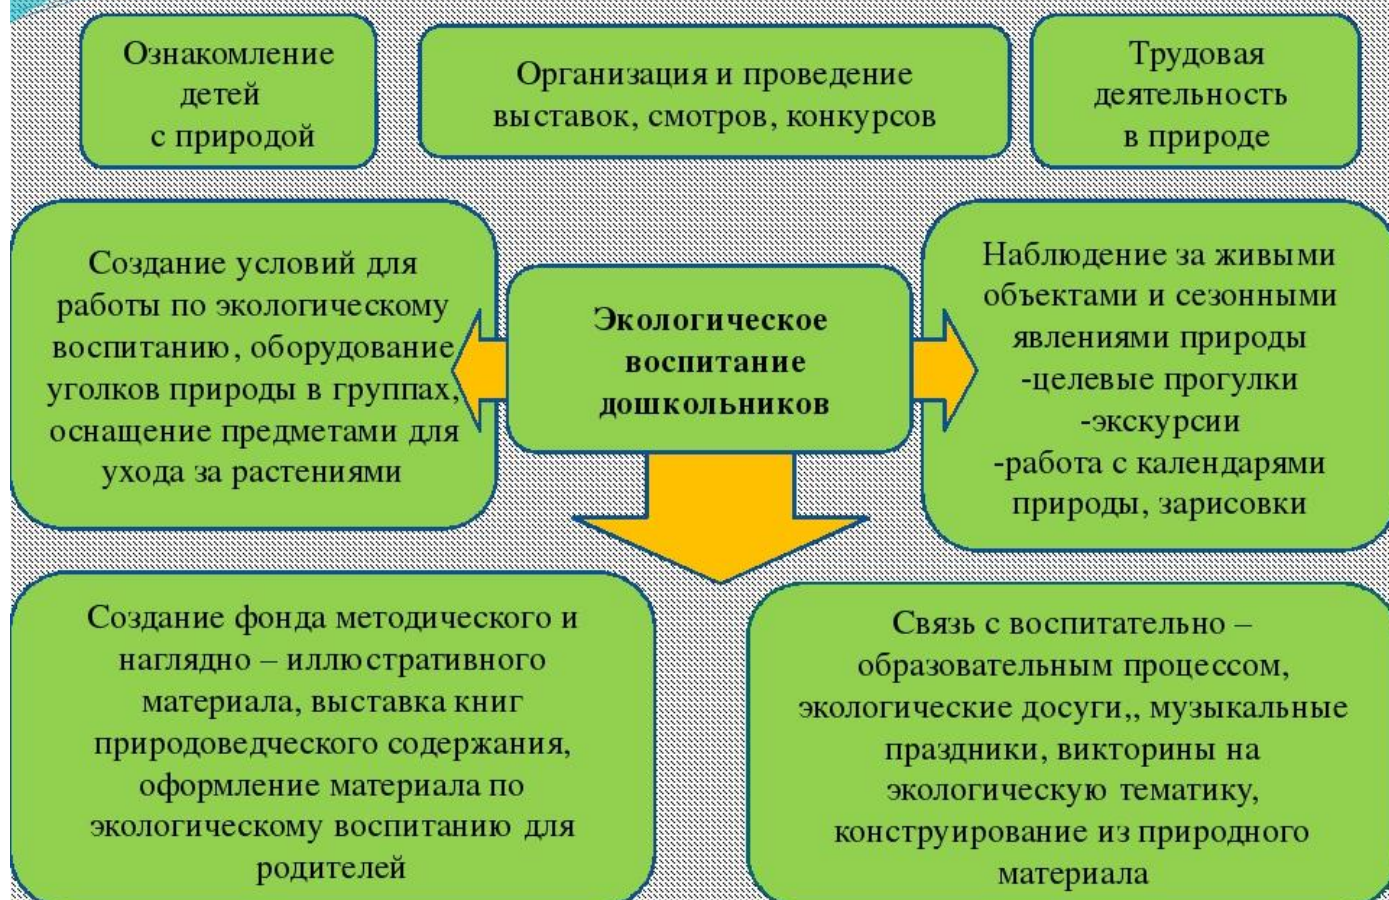 Ознакомление
детей
с природой
Организация и проведение
выставок, смотров, конкурсов
Трудовая
деятельность
в природе
Создание условий для
работы по экологическому
воспитанию, оборудование
уголков природы в группах,
оснащение предметами для
ухода за растениями
Экологическое
воспитание
дошкольников
Наблюдение за живыми
объектами и сезонными
явлениями природы
-целевые прогулки
-экскурсии
-работа с календарями
природы, зарисовки
Создание фонда методического и
наглядно – иллюстративного
материала, выставка книг
природоведческого содержания,
оформление материала по
экологическому воспитанию для
родителей
Связь с воспитательно –
образовательным процессом,
экологические досуги,, музыкальные
праздники, викторины на
экологическую тематику,
конструирование из природного
материала